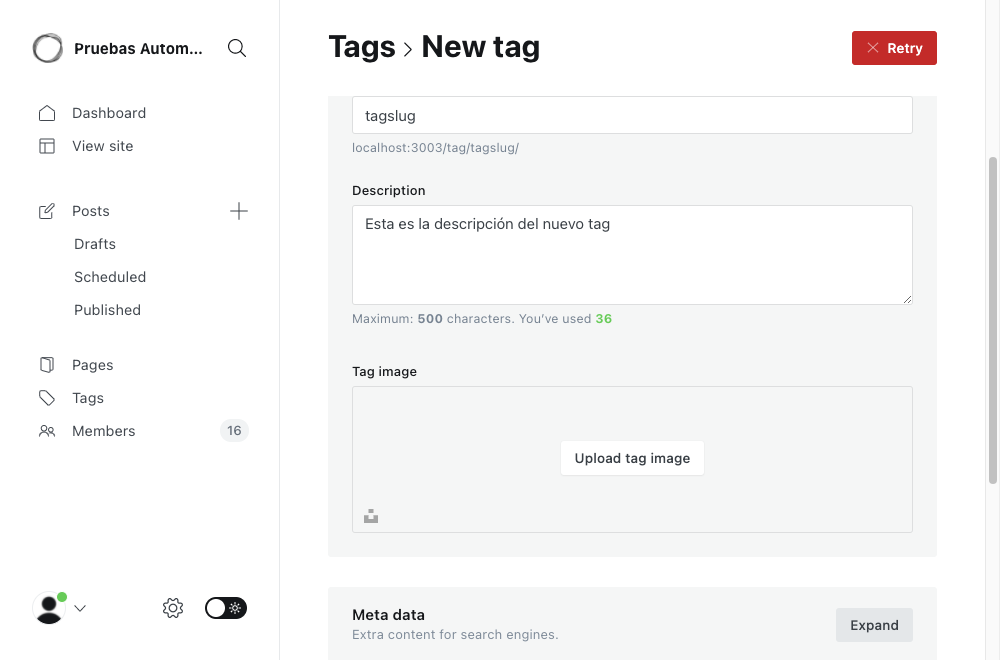 Pruebas Autom...
Dashboard
View site
Posts
Drafts
Scheduled
Published
Pages
Tags
Members 16
Tags > New tag
Retry
tagslug
localhost:3003/tag/tagslug/
Description
Esta es la descripción del nuevo tag
Maximum: 500 characters. You've used 36
Tag image
Upload tag image
Meta data
Extra content for search engines.
Expand